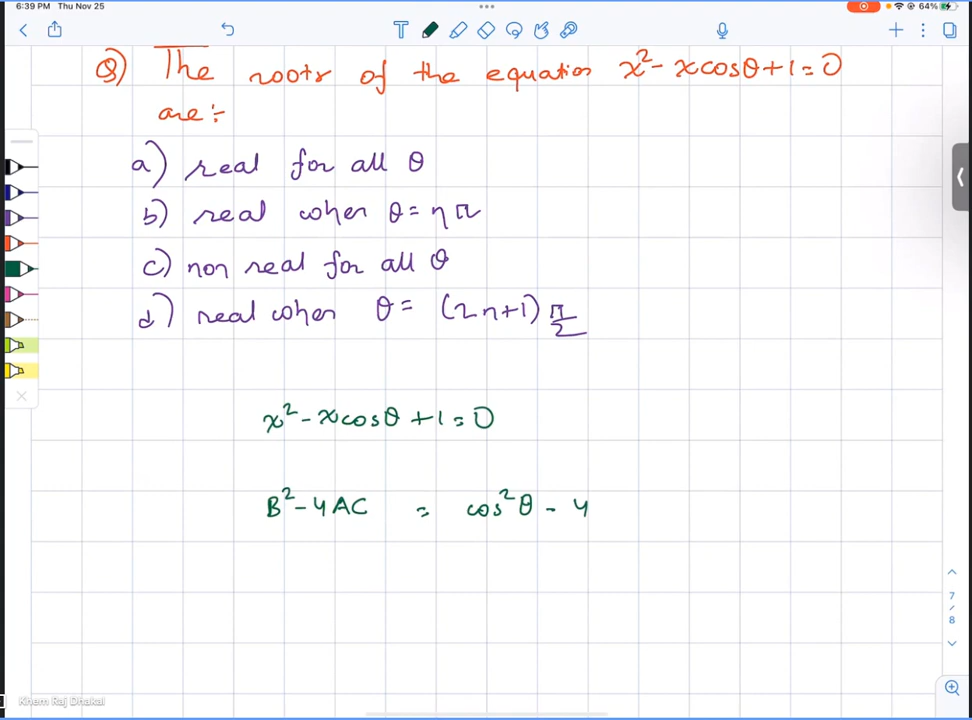 6:39 PM Thu Nov 25
64%
T
Q) The roots of the equation x² - xcosθ + 1 = 0
are :-
a) real for all θ
b) real when θ = nπ
c) non real for all θ
d) real when θ = (2n+1) π/2
x² - xcosθ + 1 = 0
B² - 4AC = cos²θ - 4
7
/
8
Khem Raj Dhakal